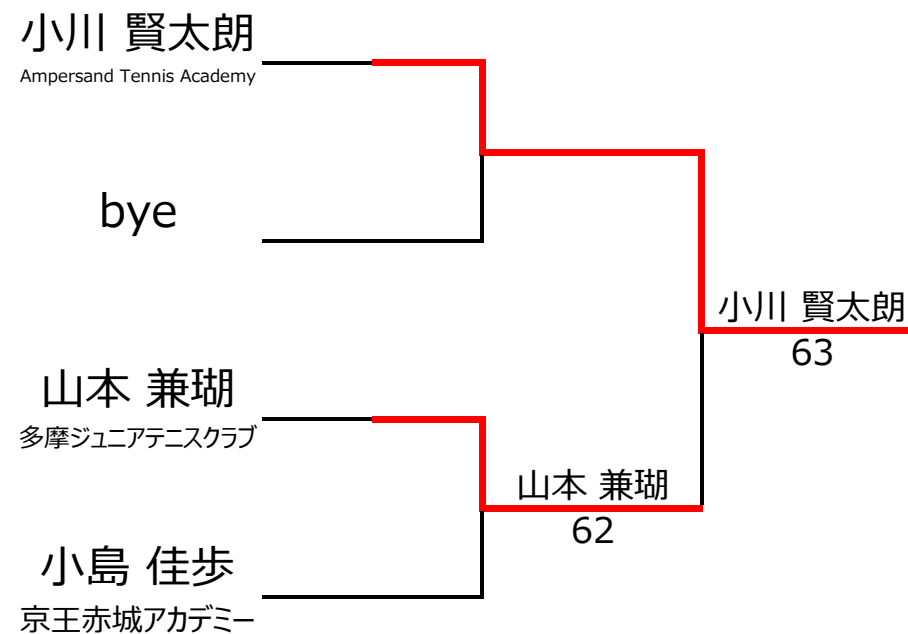 小川 賢太朗
Ampersand Tennis Academy
bye
小川 賢太朗
63
山本 兼瑚
多摩ジュニアテニスクラブ
山本 兼瑚
62
小島 佳歩
京王赤城アカデミー